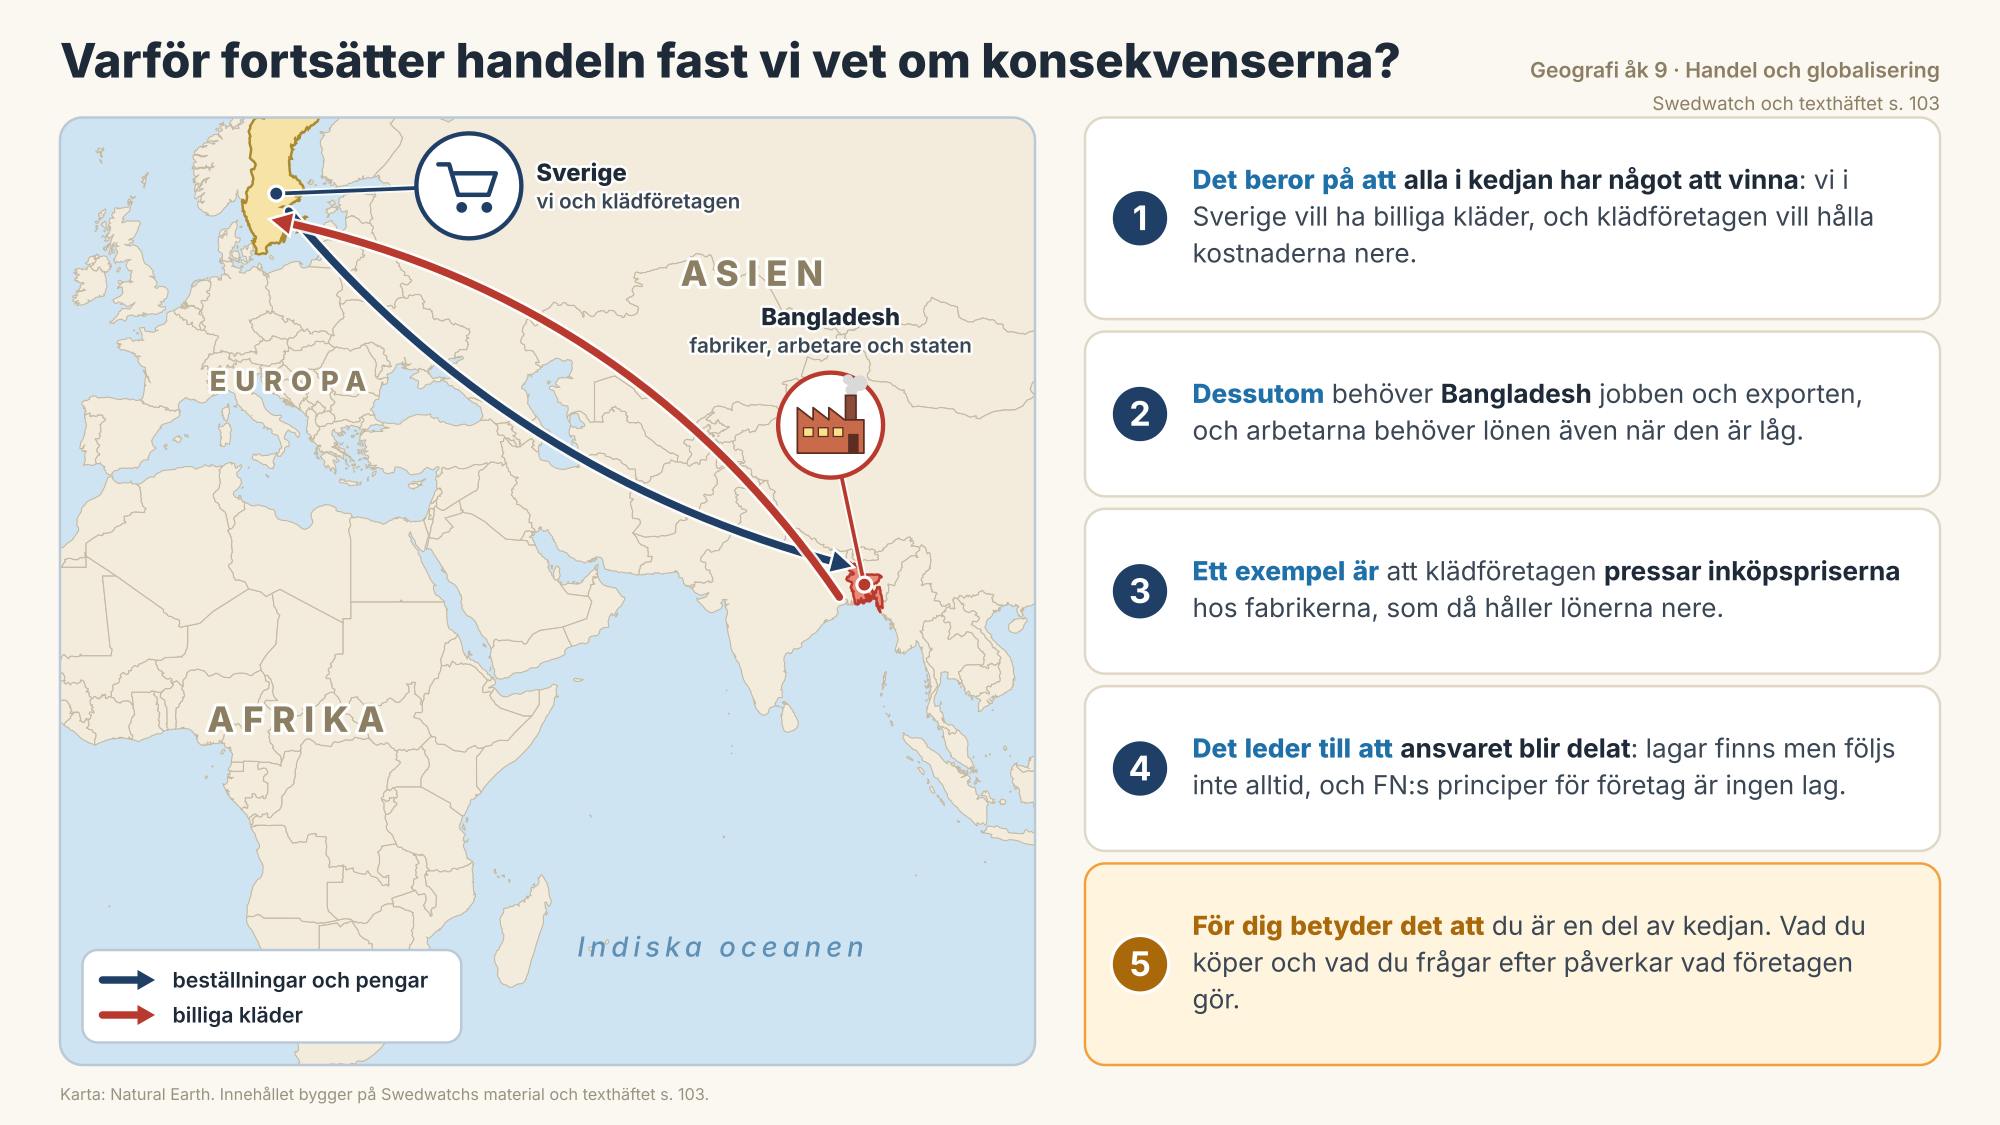 Varför fortsätter handeln fast vi vet om konsekvenserna?
Geografi åk 9 · Handel och globalisering
Swedwatch och texthäftet s. 103
Sverige
vi och klädföretagen
ASIEN
Bangladesh
fabriker, arbetare och staten
EUROPA
AFRIKA
Indiska oceanen
beställningar och pengar
billiga kläder
1
Det beror på att alla i kedjan har något att vinna: vi i
Sverige vill ha billiga kläder, och klädföretagen vill hålla
kostnaderna nere.
2
Dessutom behöver Bangladesh jobben och exporten,
och arbetarna behöver lönen även när den är låg.
3
Ett exempel är att klädföretagen pressar inköpspriserna
hos fabrikerna, som då håller lönerna nere.
4
Det leder till att ansvaret blir delat: lagar finns men följs
inte alltid, och FN:s principer för företag är ingen lag.
5
För dig betyder det att du är en del av kedjan. Vad du
köper och vad du frågar efter påverkar vad företagen
gör.
Karta: Natural Earth. Innehållet bygger på Swedwatchs material och texthäftet s. 103.